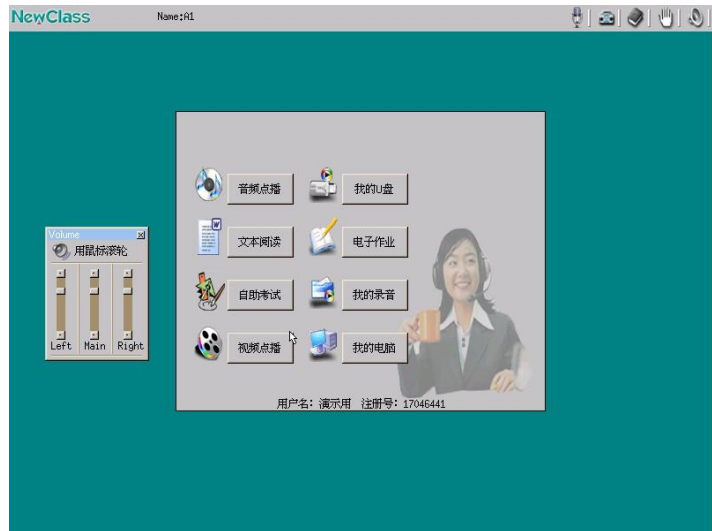 NewClass
Name:A1
音频点播
我的U盘
文本阅读
电子作业
自助考试
我的录音
视频点播
我的电脑
用户名: 演示用 注册号: 17046441
Volume
用鼠标滚轮
Left Main Right